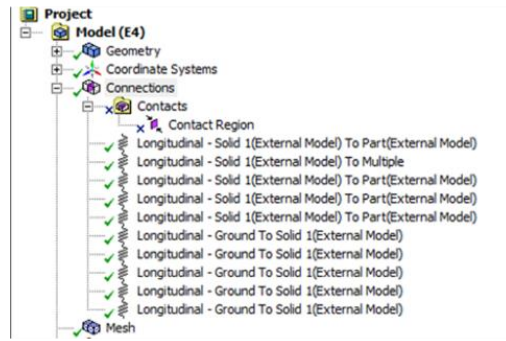 Project
Model (E4)
Geometry
Coordinate Systems
Connections
Contacts
Contact Region
Longitudinal - Solid 1(External Model) To Part(External Model)
Longitudinal - Solid 1(External Model) To Multiple
Longitudinal - Solid 1(External Model) To Part(External Model)
Longitudinal - Solid 1(External Model) To Part(External Model)
Longitudinal - Solid 1(External Model) To Part(External Model)
Longitudinal - Ground To Solid 1(External Model)
Longitudinal - Ground To Solid 1(External Model)
Longitudinal - Ground To Solid 1(External Model)
Longitudinal - Ground To Solid 1(External Model)
Longitudinal - Ground To Solid 1(External Model)
Mesh